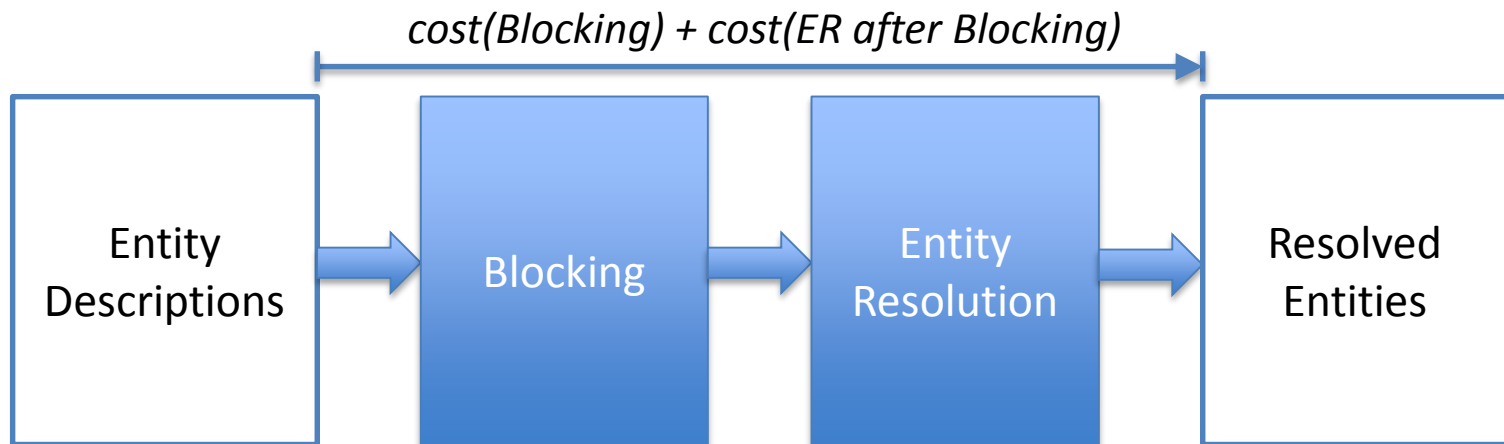 cost(Blocking) + cost(ER after Blocking)
Entity
Descriptions
Blocking
Entity
Resolution
Resolved
Entities